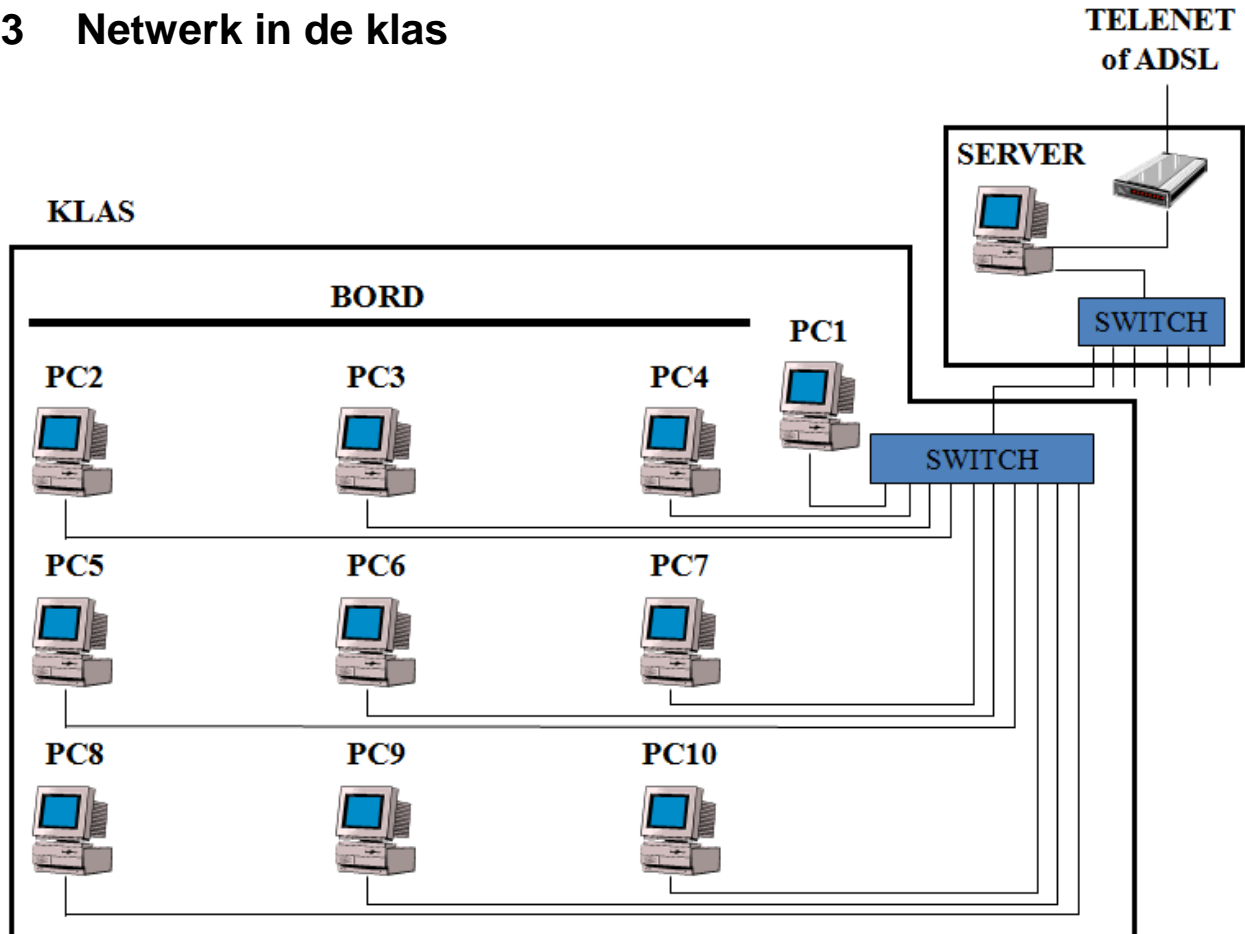 3 Netwerk in de klas
TELENET
of ADSL
SERVER
KLAS
SWITCH
BORD
PC1
PC2 PC3 PC4
SWITCH
PC5 PC6 PC7
PC8 PC9 PC10